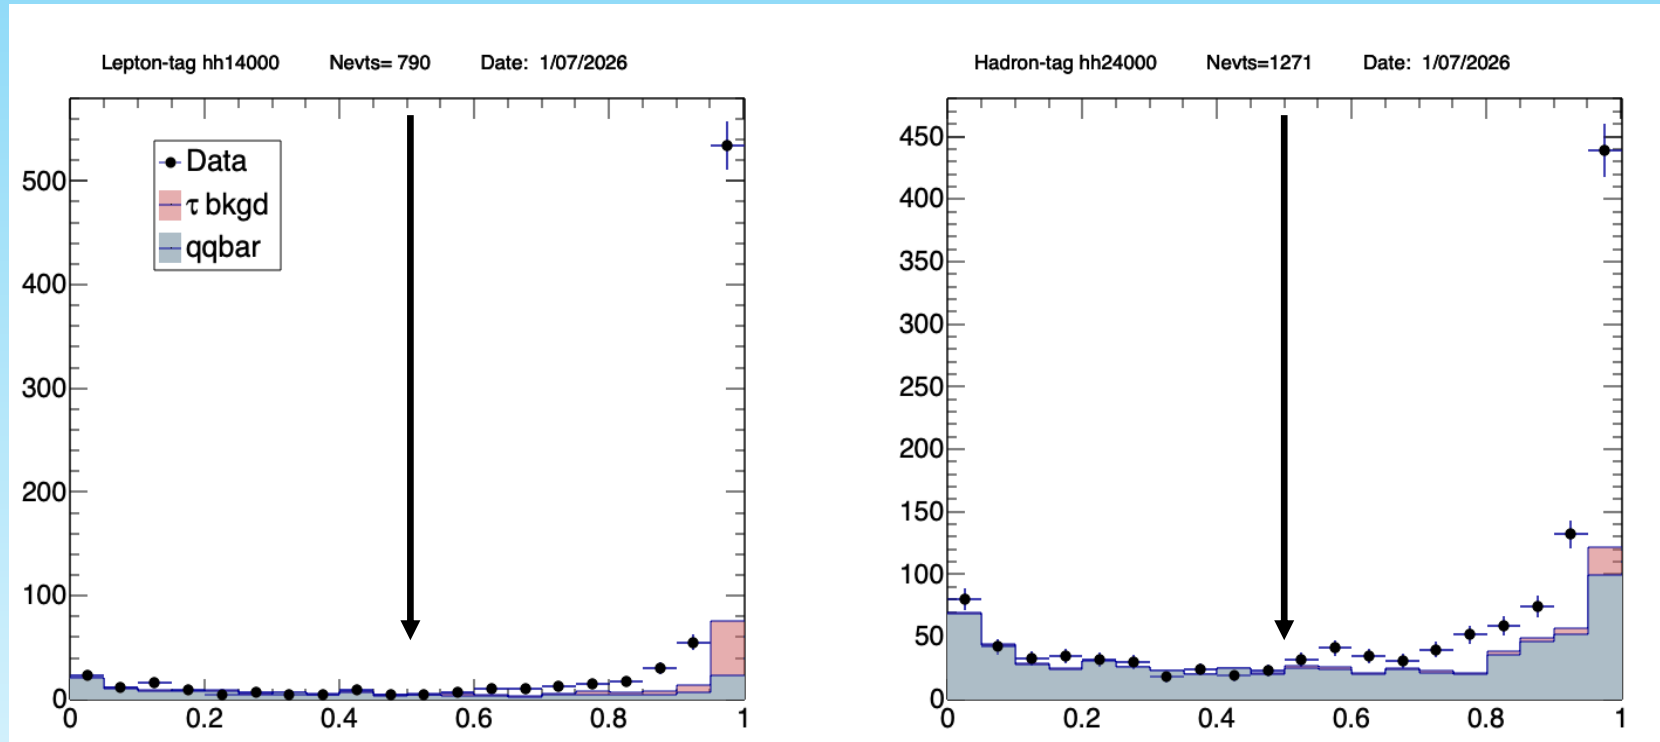 Lepton-tag hh14000 Nevts= 790 Date: 1/07/2026
500
400
300
200
100
0
Data
τ bkgd
qqbar
0 0.2 0.4 0.6 0.8 1
Hadron-tag hh24000 Nevts=1271 Date: 1/07/2026
450
400
350
300
250
200
150
100
50
0
0 0.2 0.4 0.6 0.8 1